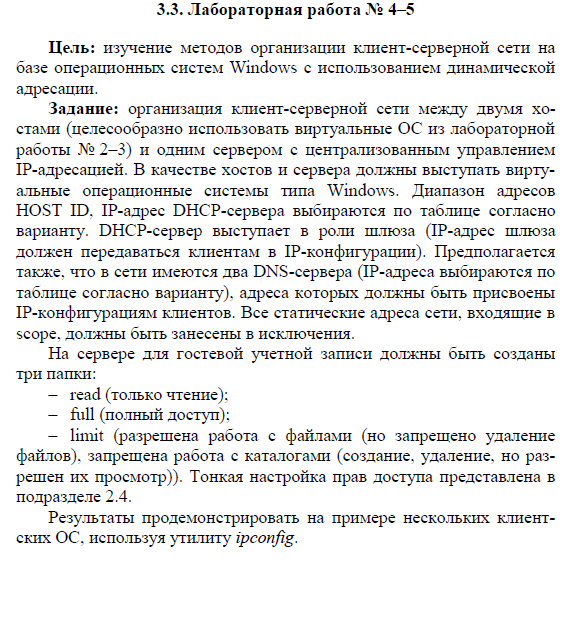 3.3. Лабораторная работа № 4–5
Цель: изучение методов организации клиент-серверной сети на
базе операционных систем Windows с использованием динамической
адресации.
Задание: организация клиент-серверной сети между двумя хо-
стами (целесообразно использовать виртуальные ОС из лабораторной
работы № 2–3) и одним сервером с централизованным управлением
IP-адресацией. В качестве хостов и сервера должны выступать вирту-
альные операционные системы типа Windows. Диапазон адресов
HOST ID, IP-адрес DHCP-сервера выбираются по таблице согласно
варианту. DHCP-сервер выступает в роли шлюза (IP-адрес шлюза
должен передаваться клиентам в IP-конфигурации). Предполагается
также, что в сети имеются два DNS-сервера (IP-адреса выбираются по
таблице согласно варианту), адреса которых должны быть присвоены
IP-конфигурациям клиентов. Все статические адреса сети, входящие в
scope, должны быть занесены в исключения.
На сервере для гостевой учетной записи должны быть созданы
три папки:
– read (только чтение);
– full (полный доступ);
– limit (разрешена работа с файлами (но запрещено удаление
файлов), запрещена работа с каталогами (создание, удаление, но раз-
решен их просмотр)). Тонкая настройка прав доступа представлена в
подразделе 2.4.
Результаты продемонстрировать на примере нескольких клиент-
ских ОС, используя утилиту ipconfig.